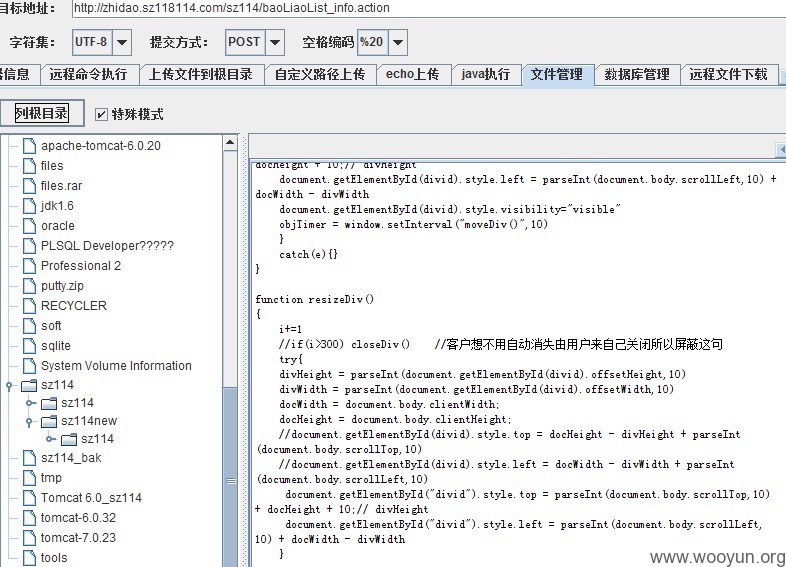 目标地址: http://zhidao.sz118114.com/sz114/baoLiaoList_info.action
字符集: UTF-8 提交方式: POST 空格编码 %20
信息 远程命令执行 上传文件到根目录 自定义路径上传 echo上传 java执行 文件管理 数据库管理 远程文件下载
列根目录 特殊模式
apache-tomcat-6.0.20
files
files.rar
jdk1.6
oracle
PLSQL Developer?????
Professional 2
putty.zip
RECYCLER
soft
sqlite
System Volume Information
sz114
sz114
sz114new
sz114
sz114_bak
tmp
Tomcat 6.0_sz114
tomcat-6.0.32
tomcat-7.0.23
tools
docHeight + 10;// divHeight
document.getElementById(divid).style.left = parseInt(document.body.scrollLeft,10) +
docWidth - divWidth
document.getElementById(divid).style.visibility="visible"
objTimer = window.setInterval("moveDiv()",10)
}
catch(e){}
}
function resizeDiv()
{
i+=1
//if(i>300) closeDiv() //客户想不用自动消失由用户来自己关闭所以屏蔽这句
try{
divHeight = parseInt(document.getElementById(divid).offsetHeight,10)
divWidth = parseInt(document.getElementById(divid).offsetWidth,10)
docWidth = document.body.clientWidth;
docHeight = document.body.clientHeight;
//document.getElementById(divid).style.top = docHeight - divHeight + parseInt
(document.body.scrollTop,10)
//document.getElementById(divid).style.left = docWidth - divWidth + parseInt
(document.body.scrollLeft,10)
document.getElementById("divid").style.top = parseInt(document.body.scrollTop,10)
+ docHeight + 10;// divHeight
document.getElementById("divid").style.left = parseInt(document.body.scrollLeft,
10) + docWidth - divWidth
}
www.wooyun.org